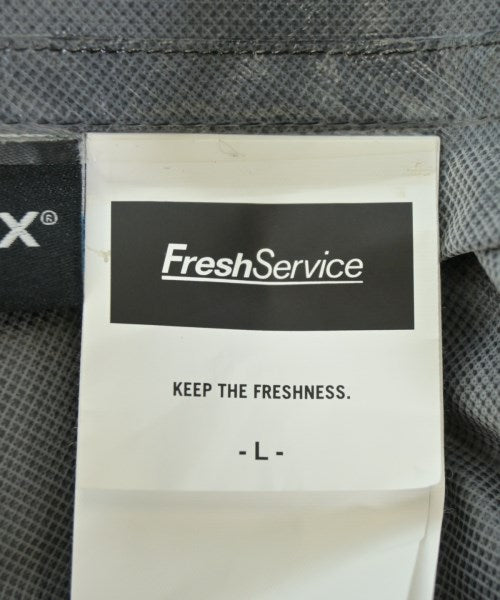 X®
FreshService
KEEP THE FRESHNESS.
- L -